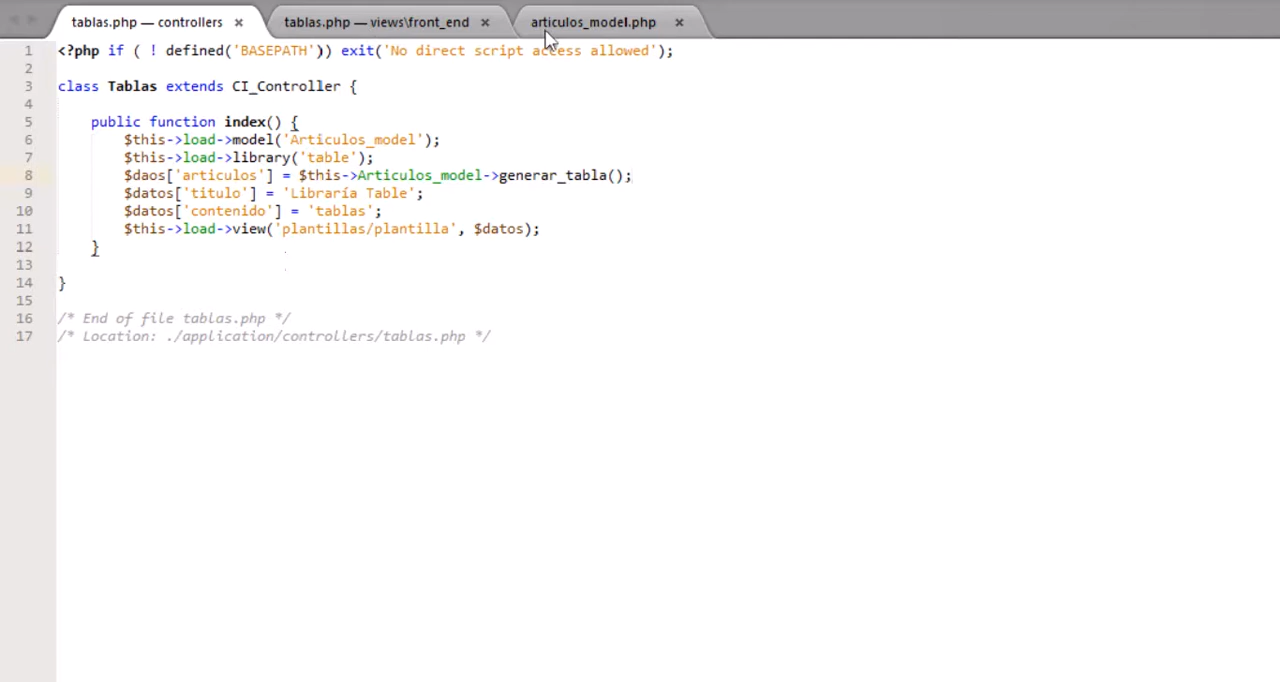 tablas.php — controllers × tablas.php — views\front_end × articulos_model.php ×
1 <?php if ( ! defined('BASEPATH')) exit('No direct script access allowed');
2
3 class Tablas extends CI_Controller {
4
5 public function index() {
6 $this->load->model('Articulos_model');
7 $this->load->library('table');
8 $daos['articulos'] = $this->Articulos_model->generar_tabla();
9 $datos['titulo'] = 'Libraría Table';
10 $datos['contenido'] = 'tablas';
11 $this->load->view('plantillas/plantilla', $datos);
12 }
13
14 }
15
16 /* End of file tablas.php */
17 /* Location: ./application/controllers/tablas.php */